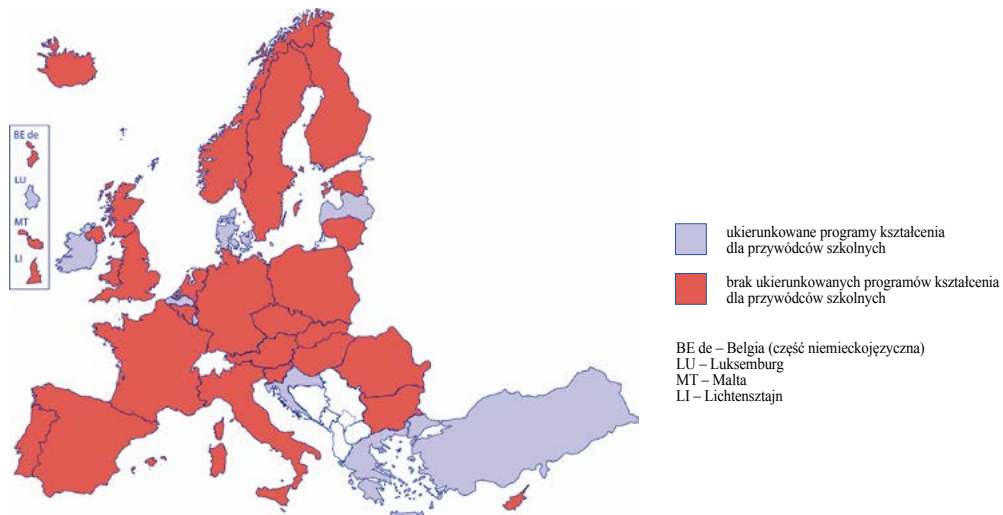 BE de
LU
MT
LI
ukierunkowane programy kształcenia
dla przywódców szkolnych
brak ukierunkowanych programów kształcenia
dla przywódców szkolnych
BE de – Belgia (część niemieckojęzyczna)
LU – Luksemburg
MT – Malta
LI – Lichtensztajn